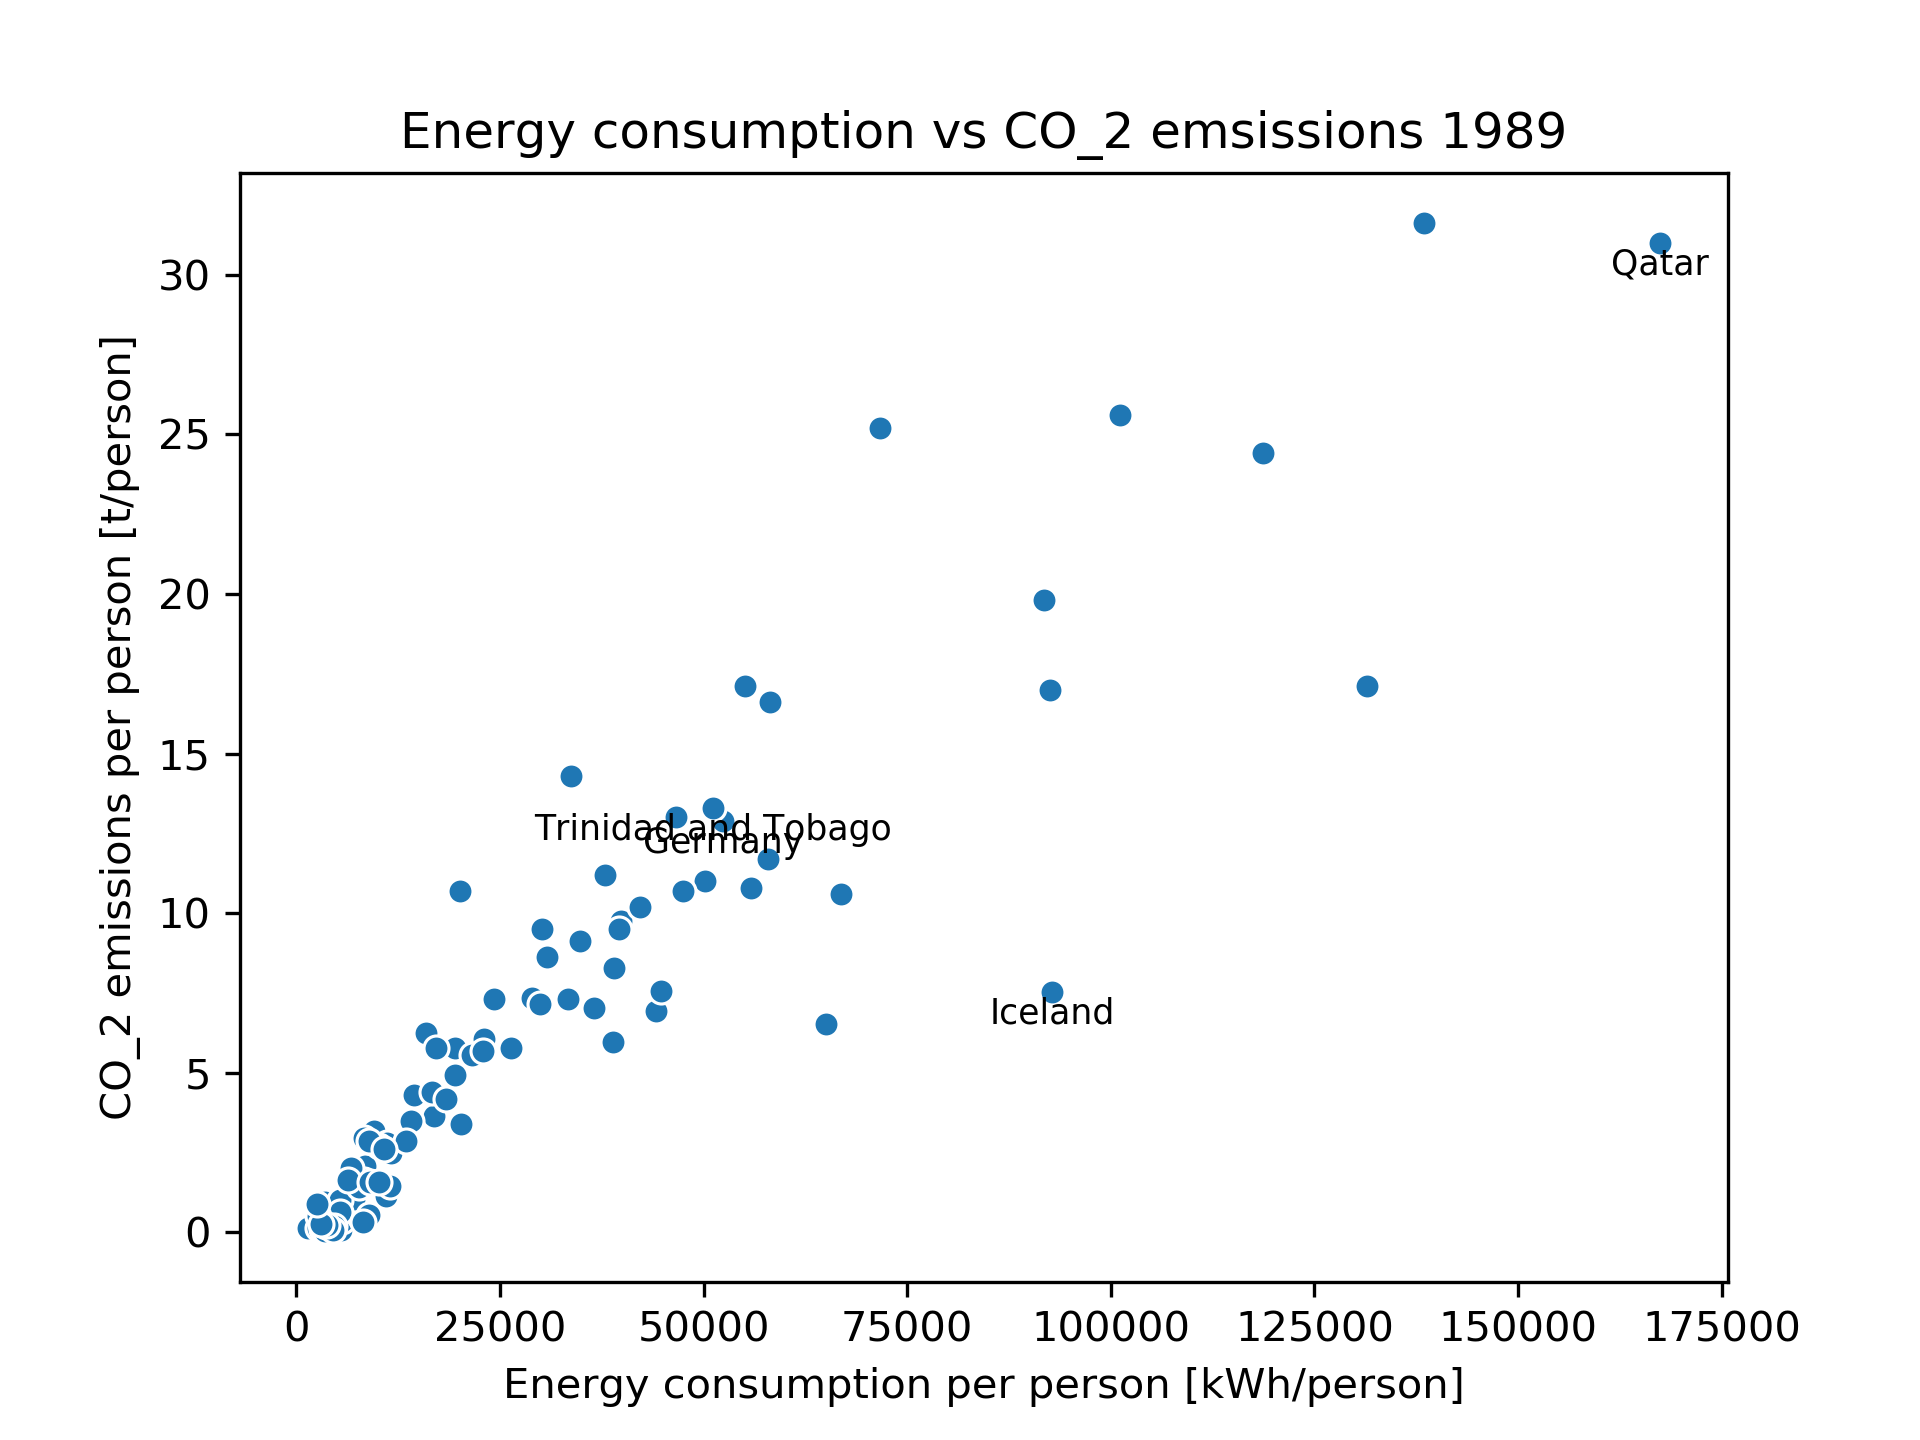 Energy consumption vs CO_2 emsissions 1989
CO_2 emissions per person [t/person]
30
25
20
15
10
5
0
Qatar
Trinidad and Tobago
Germany
Iceland
0 25000 50000 75000 100000 125000 150000 175000
Energy consumption per person [kWh/person]